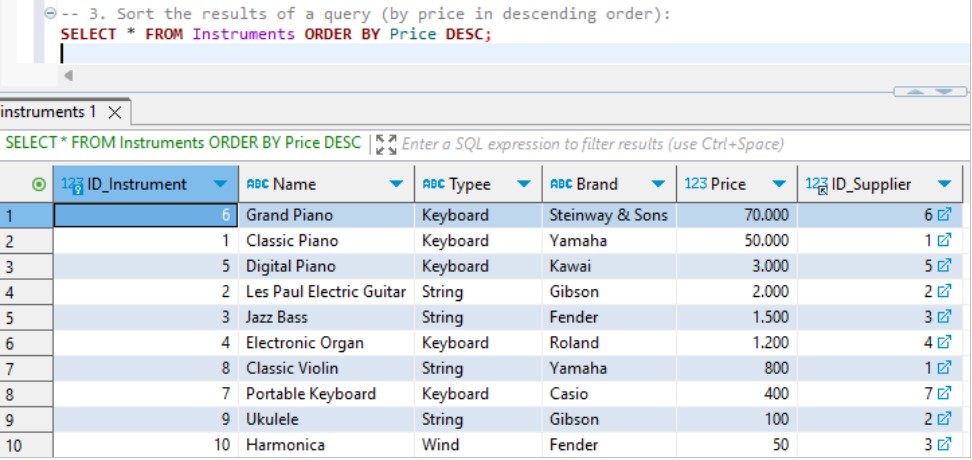 -- 3. Sort the results of a query (by price in descending order):
SELECT * FROM Instruments ORDER BY Price DESC;
instruments 1
SELECT * FROM Instruments ORDER BY Price DESC Enter a SQL expression to filter results (use Ctrl+Space)
123 ID_Instrument ABC Name ABC Typee ABC Brand 123 Price 123 ID_Supplier
1 6 Grand Piano Keyboard Steinway & Sons 70.000 6
2 1 Classic Piano Keyboard Yamaha 50.000 1
3 5 Digital Piano Keyboard Kawai 3.000 5
4 2 Les Paul Electric Guitar String Gibson 2.000 2
5 3 Jazz Bass String Fender 1.500 3
6 4 Electronic Organ Keyboard Roland 1.200 4
7 8 Classic Violin String Yamaha 800 1
8 7 Portable Keyboard Keyboard Casio 400 7
9 9 Ukulele String Gibson 100 2
10 10 Harmonica Wind Fender 50 3